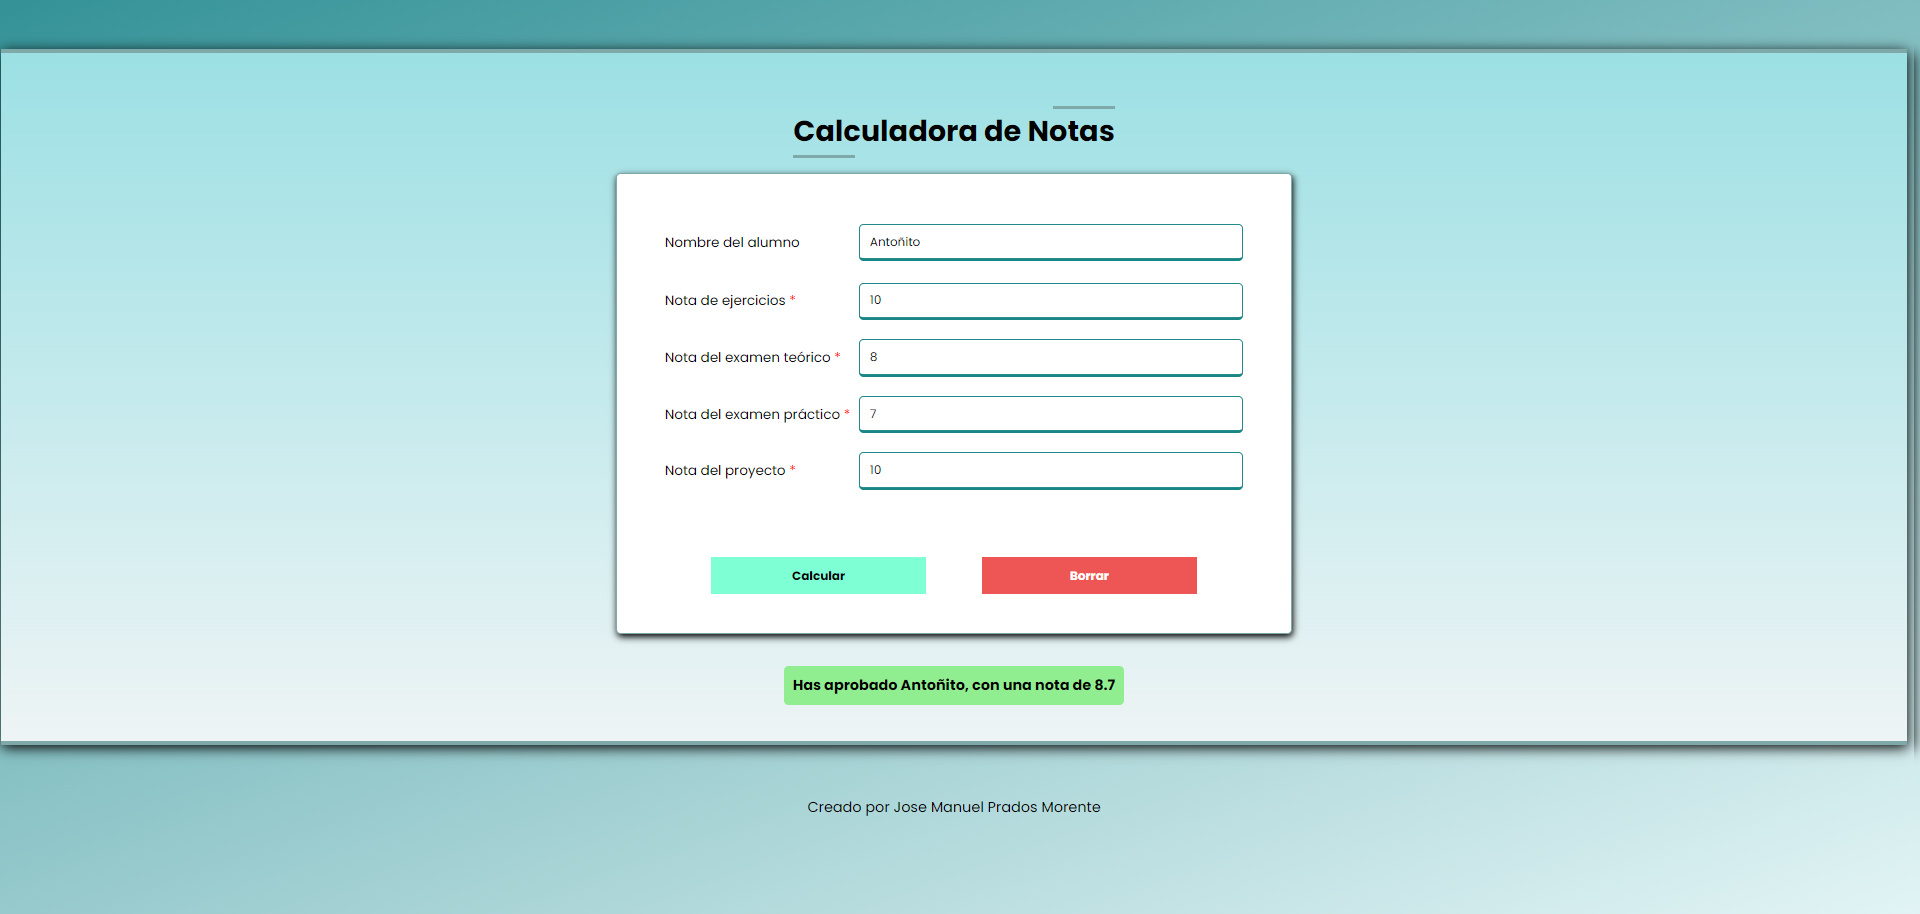 Calculadora de Notas
Nombre del alumno Antoñito
Nota de ejercicios * 10
Nota del examen teórico * 8
Nota del examen práctico * 7
Nota del proyecto * 10
Calcular Borrar
Has aprobado Antoñito, con una nota de 8.7
Creado por Jose Manuel Prados Morente